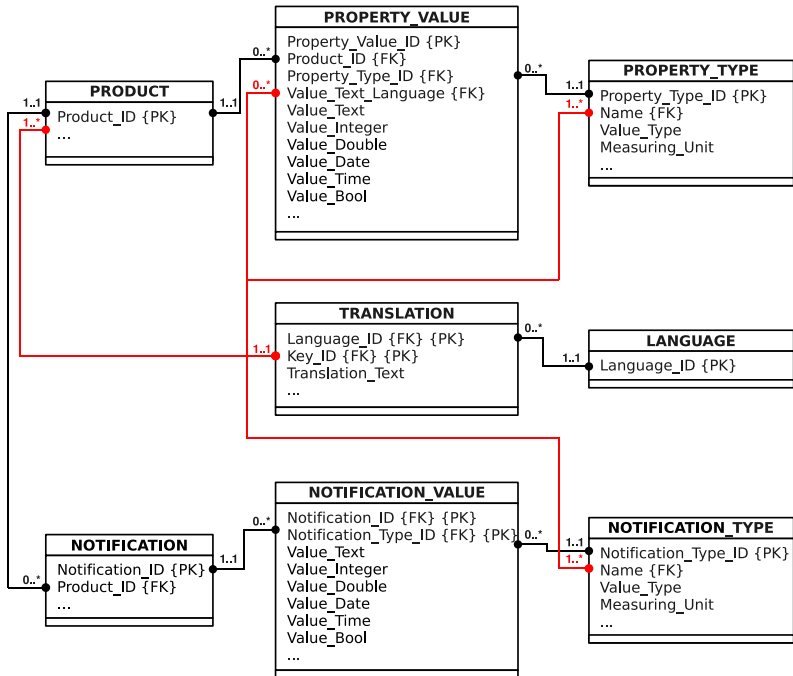 PROPERTY_VALUE
Property_Value_ID {PK}
Product_ID {FK}
Property_Type_ID {FK}
Value_Text_Language {FK}
Value_Text
Value_Integer
Value_Double
Value_Date
Value_Time
Value_Bool
...
0..*
0..*
0..*
PRODUCT
Product_ID {PK}
...
1..1
1..*
1..1
PROPERTY_TYPE
Property_Type_ID {PK}
Name {FK}
Value_Type
Measuring_Unit
...
1..1
1..*
TRANSLATION
Language_ID {FK} {PK}
Key_ID {FK} {PK}
Translation_Text
...
1..1
0..*
LANGUAGE
Language_ID {PK}
1..1
NOTIFICATION_VALUE
Notification_ID {FK} {PK}
Notification_Type_ID {FK} {PK}
Value_Text
Value_Integer
Value_Double
Value_Date
Value_Time
Value_Bool
...
0..*
0..*
NOTIFICATION
Notification_ID {PK}
Product_ID {FK}
...
1..1
0..*
NOTIFICATION_TYPE
Notification_Type_ID {PK}
Name {FK}
Value_Type
Measuring_Unit
...
1..1
1..*